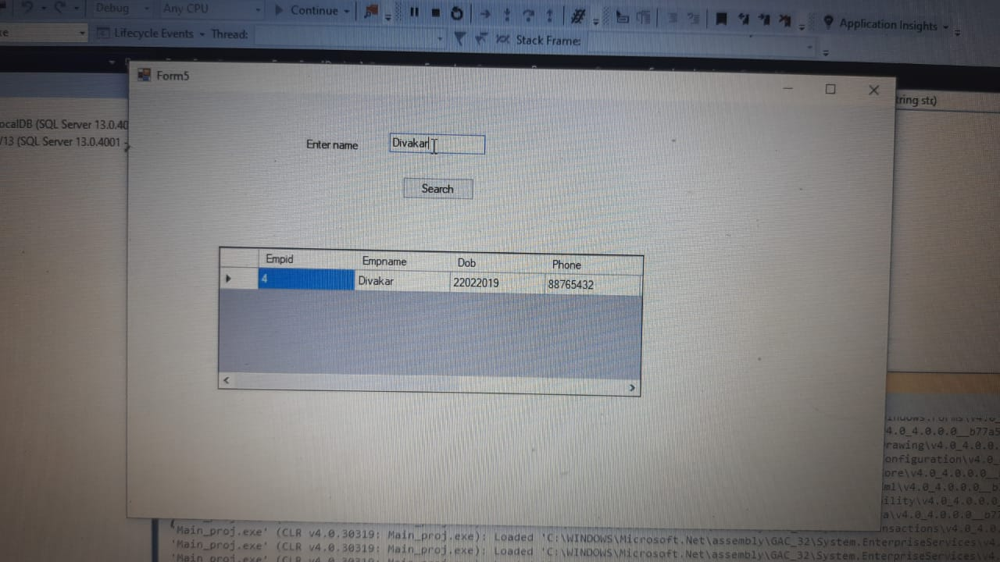 Debug Any CPU Continue Application Insights
Lifecycle Events Thread: Stack Frame:
Form5
tring str)
ocalDB (SQL Server 13.0.40
/13 (SQL Server 13.0.4001 -
Enter name Divakar
Search
Empid Empname Dob Phone
4 Divakar 22022019 88765432
4.0_4.0.0.0__b77a5
rawing\v4.0_4.0.0.
onfiguration\v4.0_
ore\v4.0_4.0.0.0__
ml\v4.0_4.0.0.0__b
ility\v4.0_4.0.0.0
a\v4.0_4.0.0.0__b77
nsactions\v4.0_4.0
'Main_proj.exe' (CLR v4.0.30319: Main_proj.exe): Loaded 'C:\WINDOWS\Microsoft.Net\assembly\GAC_32\System.EnterpriseServices\v4.
'Main_proj.exe' (CLR v4.0.30319: Main_proj.exe): Loaded 'C:\WINDOWS\Microsoft.Net\assembly\GAC_32\System.EnterpriseServices\v4